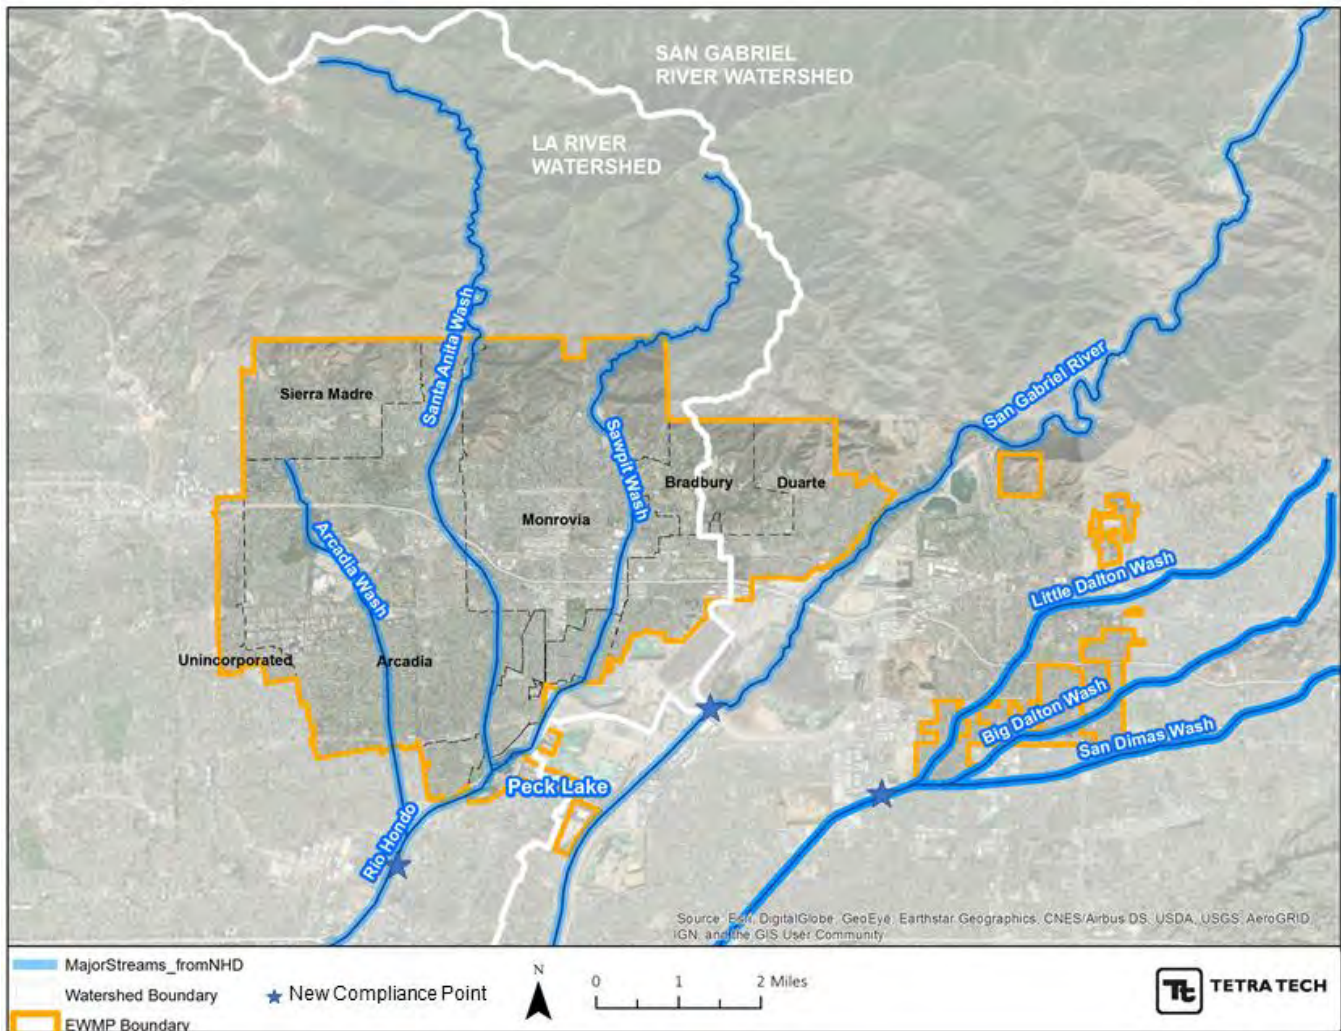 SAN GABRIEL
RIVER WATERSHED
LA RIVER
WATERSHED
Santa Anita Wash
San Gabriel River
Sierra Madre
Sawpit Wash
Bradbury
Duarte
Monrovia
Arcadia Wash
Little Dalton Wash
Unincorporated
Arcadia
Big Dalton Wash
San Dimas Wash
Peck Lake
Rio Hondo
Source: Esri, DigitalGlobe, GeoEye, Earthstar Geographics, CNES/Airbus DS, USDA, USGS, AeroGRID,
IGN, and the GIS User Community
MajorStreams_fromNHD
Watershed Boundary
New Compliance Point
EWMP Boundary
N
0 1 2 Miles
Tt TETRA TECH